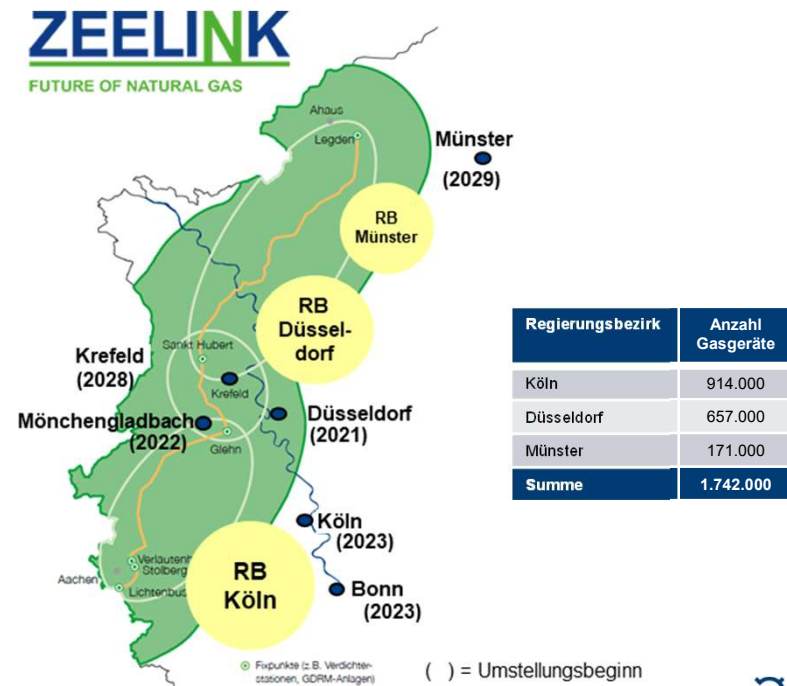 ZEELINK
FUTURE OF NATURAL GAS
Ahaus
Legden
Münster
(2029)
RB
Münster
RB
Düssel-
dorf
Sankt Hubert
Krefeld
(2028)
Krefeld
Mönchengladbach
(2022)
Düsseldorf
(2021)
Glehn
Köln
(2023)
Aachen
Stolberg
RB
Köln
Bonn
(2023)
Fixpunkte (z.B. Verdichter-
stationen, GDRM-Anlagen)
( ) = Umstellungsbeginn
Regierungsbezirk
Anzahl
Gasgeräte
Köln 914.000
Düsseldorf 657.000
Münster 171.000
Summe 1.742.000